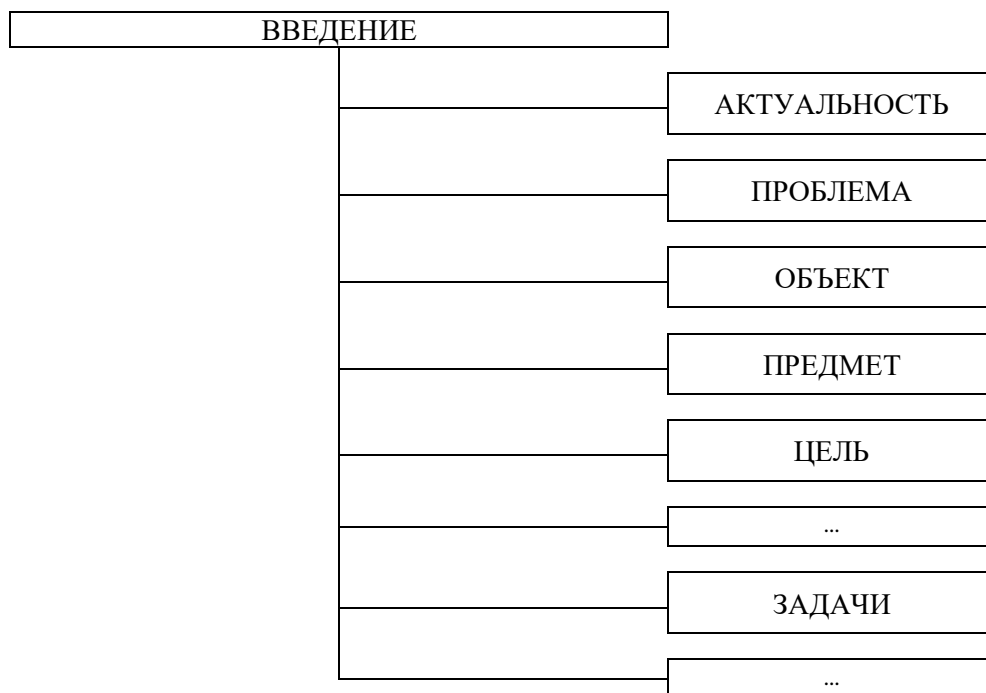 ВВЕДЕНИЕ
АКТУАЛЬНОСТЬ
ПРОБЛЕМА
ОБЪЕКТ
ПРЕДМЕТ
ЦЕЛЬ
...
ЗАДАЧИ
...